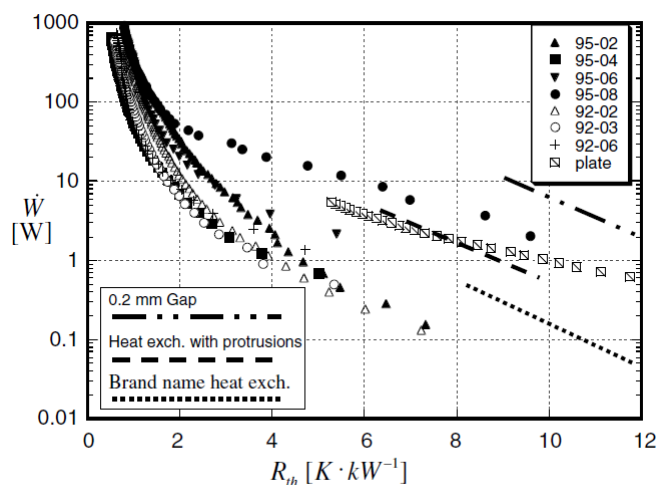 1000
100
10
1
0.1
0.01
Ẇ
[W]
95-02
95-04
95-06
95-08
92-02
92-03
92-06
plate
0.2 mm Gap
Heat exch. with protrusions
Brand name heat exch.
0 2 4 6 8 10 12
R_th [K · kW⁻¹]